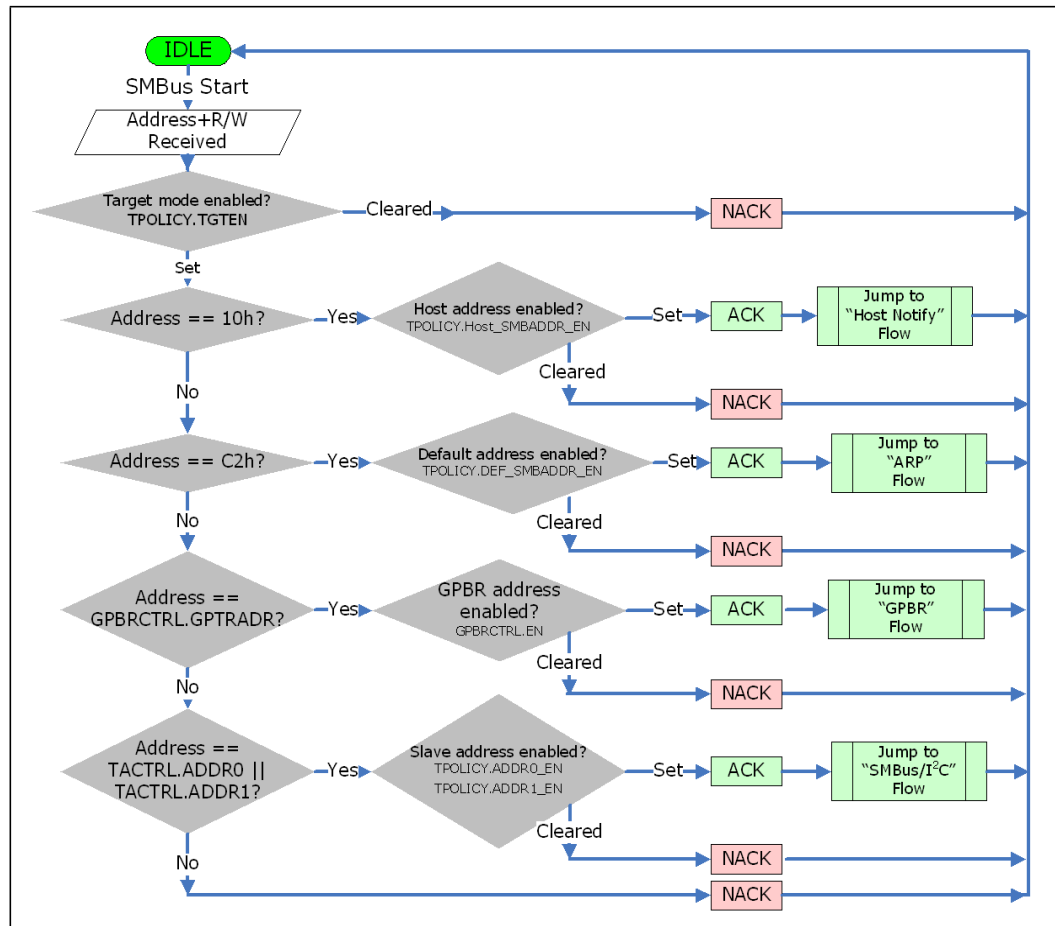 IDLE
SMBus Start
Address+R/W
Received
Target mode enabled?
TPOLICY.TGTEN
Cleared
NACK
Set
Address == 10h?
Yes
Host address enabled?
TPOLICY.Host_SMBADDR_EN
Set
ACK
Jump to
“Host Notify”
Flow
Cleared
NACK
No
Address == C2h?
Yes
Default address enabled?
TPOLICY.DEF_SMBADDR_EN
Set
ACK
Jump to
“ARP”
Flow
Cleared
NACK
No
Address ==
GPBRCTRL.GPTRADR?
Yes
GPBR address
enabled?
GPBRCTRL.EN
Set
ACK
Jump to
“GPBR”
Flow
Cleared
NACK
No
Address ==
TACTRL.ADDR0 ||
TACTRL.ADDR1?
Yes
Slave address enabled?
TPOLICY.ADDR0_EN
TPOLICY.ADDR1_EN
Set
ACK
Jump to
“SMBus/I²C”
Flow
Cleared
NACK
No
NACK